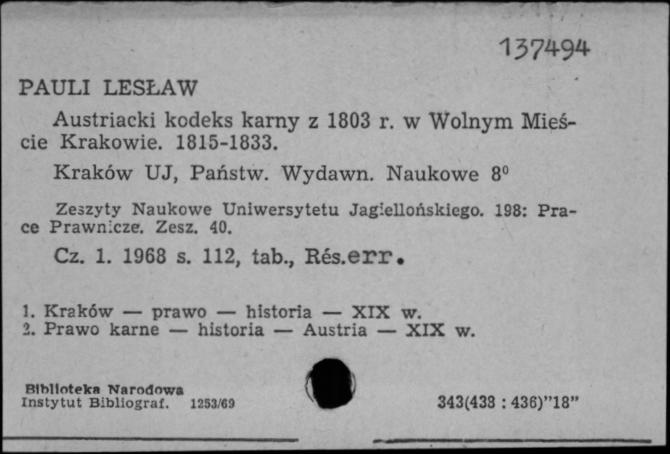 137494
PAULI LESŁAW
Austriacki kodeks karny z 1803 r. w Wolnym Mieś-
cie Krakowie. 1815-1833.
Kraków UJ, Państw. Wydawn. Naukowe 8⁰
Zeszyty Naukowe Uniwersytetu Jagiellońskiego. 198: Pra-
ce Prawnicze. Zesz. 40.
Cz. 1. 1968 s. 112, tab., Rés.err.
1. Kraków — prawo — historia — XIX w.
2. Prawo karne — historia — Austria — XIX w.
Biblioteka Narodowa
Instytut Bibliograf. 1253/69
343(438 : 436)"18"